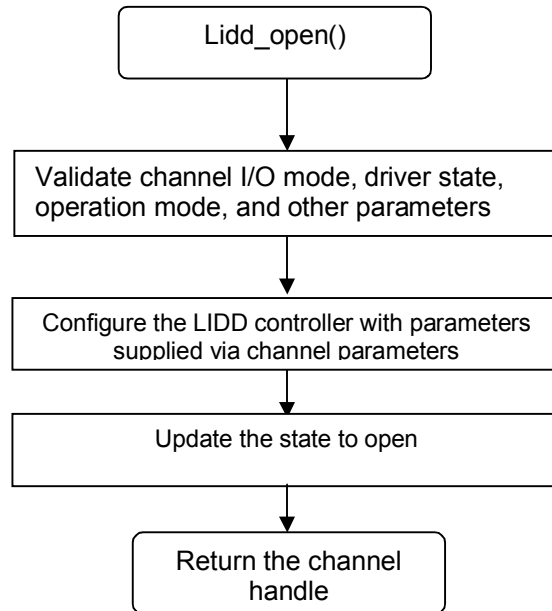 Lidd_open()
Validate channel I/O mode, driver state,
operation mode, and other parameters
Configure the LIDD controller with parameters
supplied via channel parameters
Update the state to open
Return the channel
handle